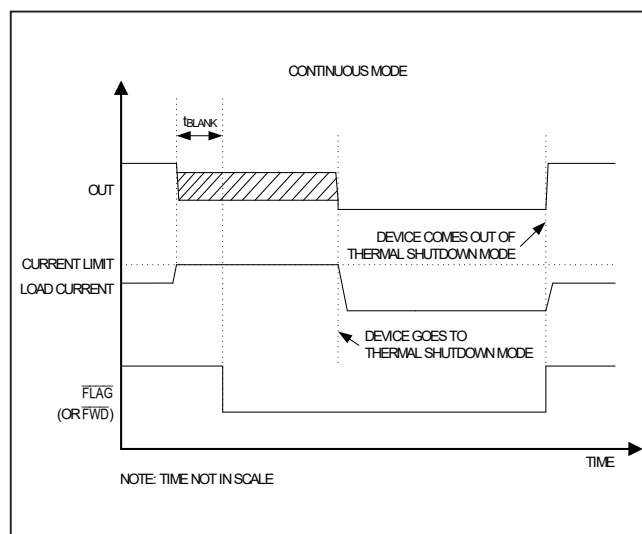 CONTINUOUS MODE
tBLANK
OUT
DEVICE COMES OUT OF
THERMAL SHUTDOWN MODE
CURRENT LIMIT
LOAD CURRENT
DEVICE GOES TO
THERMAL SHUTDOWN MODE
FLAG
(OR FWD)
TIME
NOTE: TIME NOT IN SCALE